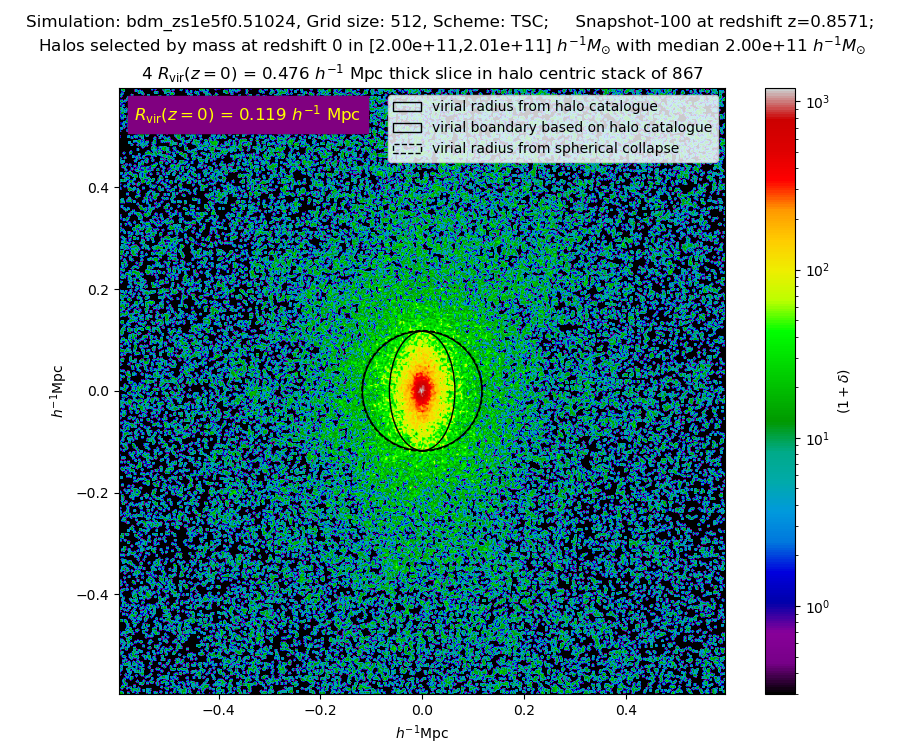 Simulation: bdm_zs1e5f0.51024, Grid size: 512, Scheme: TSC; Snapshot-100 at redshift z=0.8571;
Halos selected by mass at redshift 0 in [2.00e+11,2.01e+11] h⁻¹M⊙ with median 2.00e+11 h⁻¹M⊙
4 Rvir(z = 0) = 0.476 h⁻¹ Mpc thick slice in halo centric stack of 867
Rvir(z = 0) = 0.119 h⁻¹ Mpc
virial radius from halo catalogue
virial boundary based on halo catalogue
virial radius from spherical collapse
0.4
0.2
0.0
−0.2
−0.4
h⁻¹Mpc
−0.4 −0.2 0.0 0.2 0.4
h⁻¹Mpc
10³
10²
10¹
10⁰
(1 + δ)